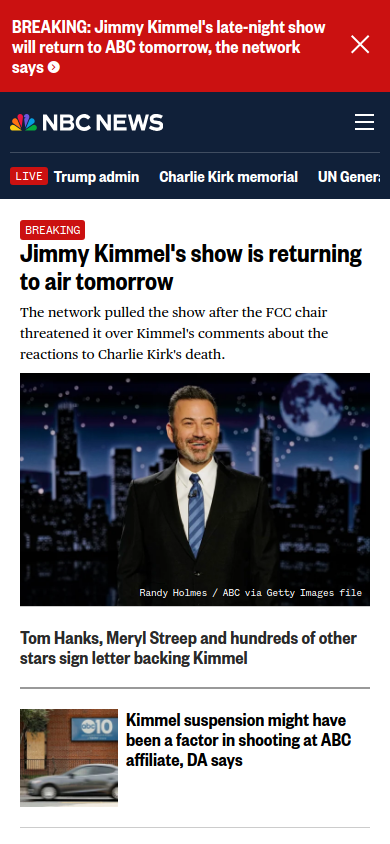 BREAKING: Jimmy Kimmel's late-night show
will return to ABC tomorrow, the network
says
NBC NEWS
LIVE Trump admin Charlie Kirk memorial UN Genera
BREAKING
Jimmy Kimmel's show is returning
to air tomorrow
The network pulled the show after the FCC chair
threatened it over Kimmel's comments about the
reactions to Charlie Kirk's death.
Randy Holmes / ABC via Getty Images file
Tom Hanks, Meryl Streep and hundreds of other
stars sign letter backing Kimmel
abc10
Kimmel suspension might have
been a factor in shooting at ABC
affiliate, DA says